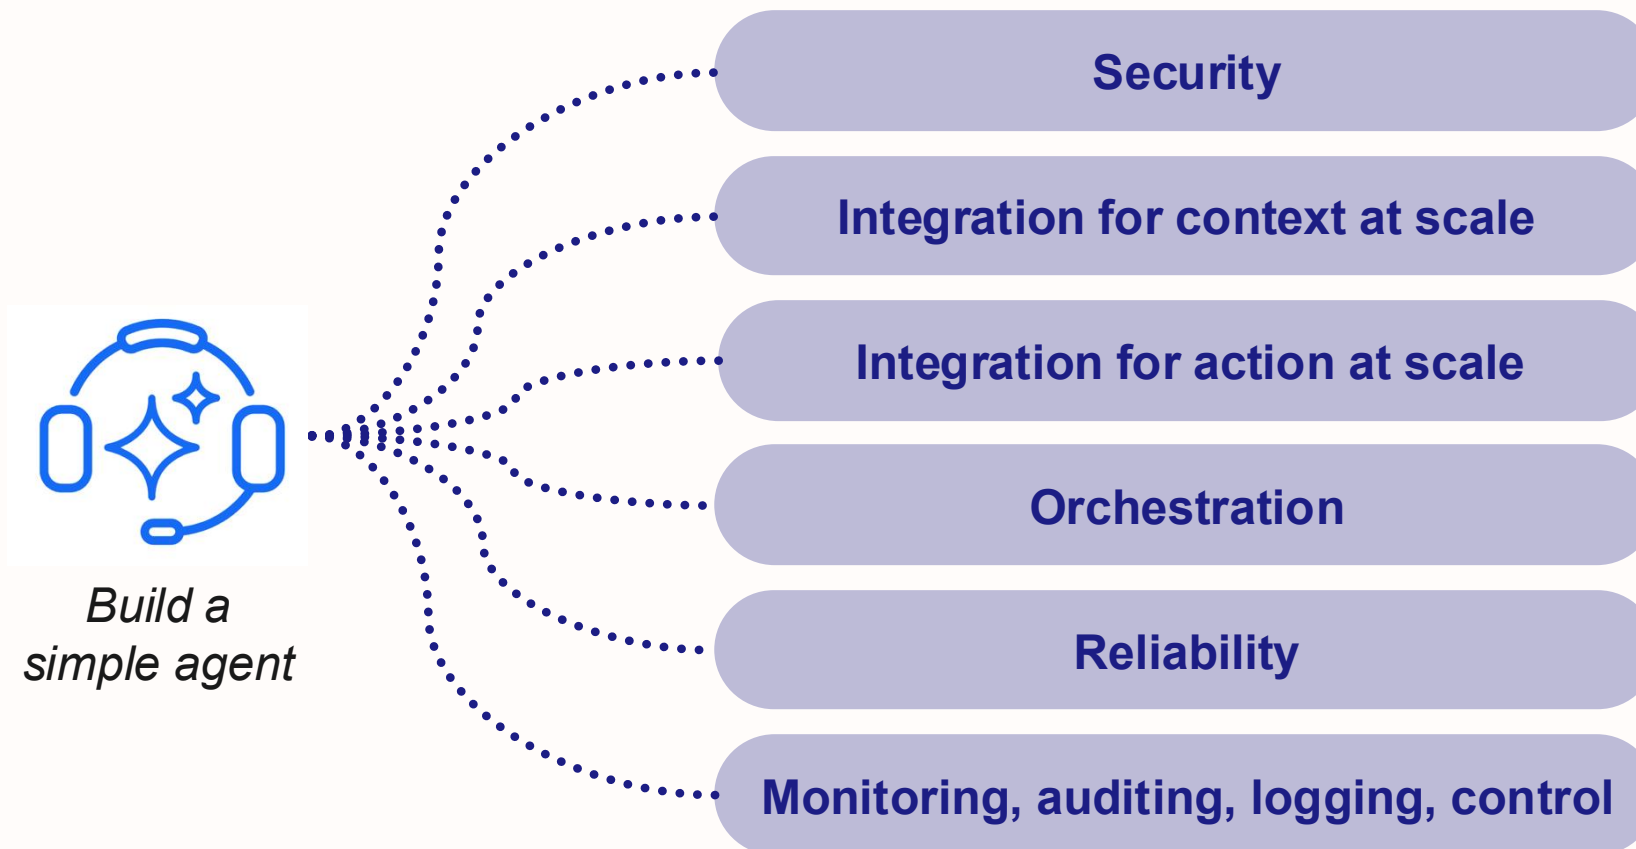 Security
Integration for context at scale
Integration for action at scale
Orchestration
Reliability
Monitoring, auditing, logging, control
Build a
simple agent